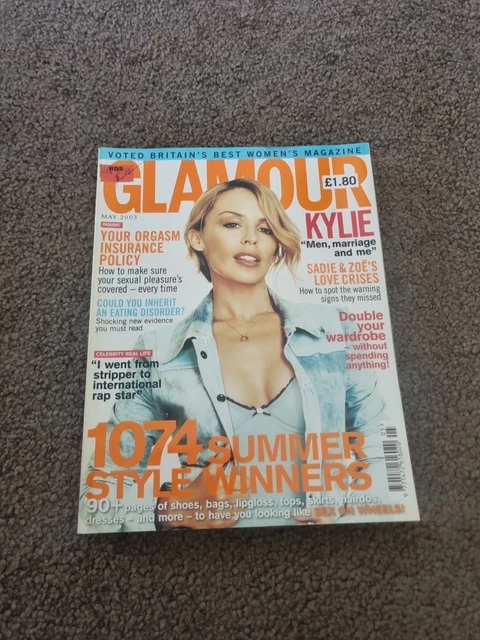 VOTED BRITAIN'S BEST WOMEN'S MAGAZINE
GLAMOUR
£1.80
MAY 2003
INSIDE!
YOUR ORGASM
INSURANCE
POLICY
How to make sure
your sexual pleasure's
covered – every time
COULD YOU INHERIT
AN EATING DISORDER?
Shocking new evidence
you must read
CELEBRITY REAL LIFE
"I went from
stripper to
international
rap star"
KYLIE
"Men, marriage
and me"
SADIE & ZOË'S
LOVE CRISES
How to spot the warning
signs they missed
Double
your
wardrobe
– without
spending
anything!
1074 SUMMER
STYLE WINNERS
90+ pages of shoes, bags, lipgloss, tops, skirts, hairdos,
dresses – and more – to have you looking like SEX ON WHEELS!